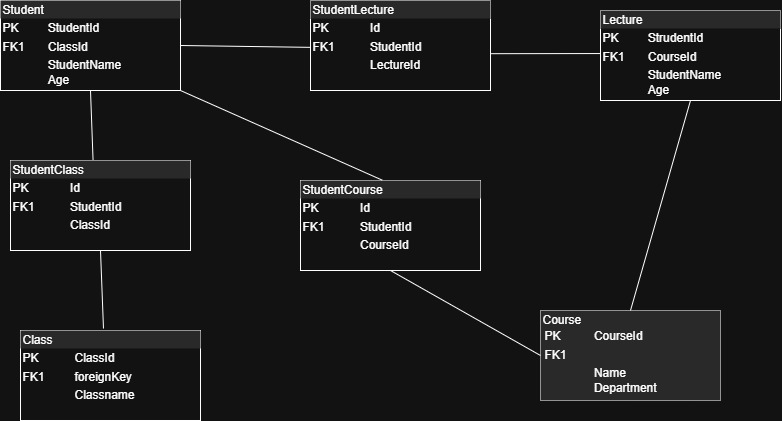 Student
PK StudentId
FK1 ClassId
StudentName
Age
StudentLecture
PK Id
FK1 StudentId
LectureId
Lecture
PK StrudentId
FK1 CourseId
StudentName
Age
StudentClass
PK Id
FK1 StudentId
ClassId
StudentCourse
PK Id
FK1 StudentId
CourseId
Class
PK ClassId
FK1 foreignKey
Classname
Course
PK CourseId
FK1
Name
Department